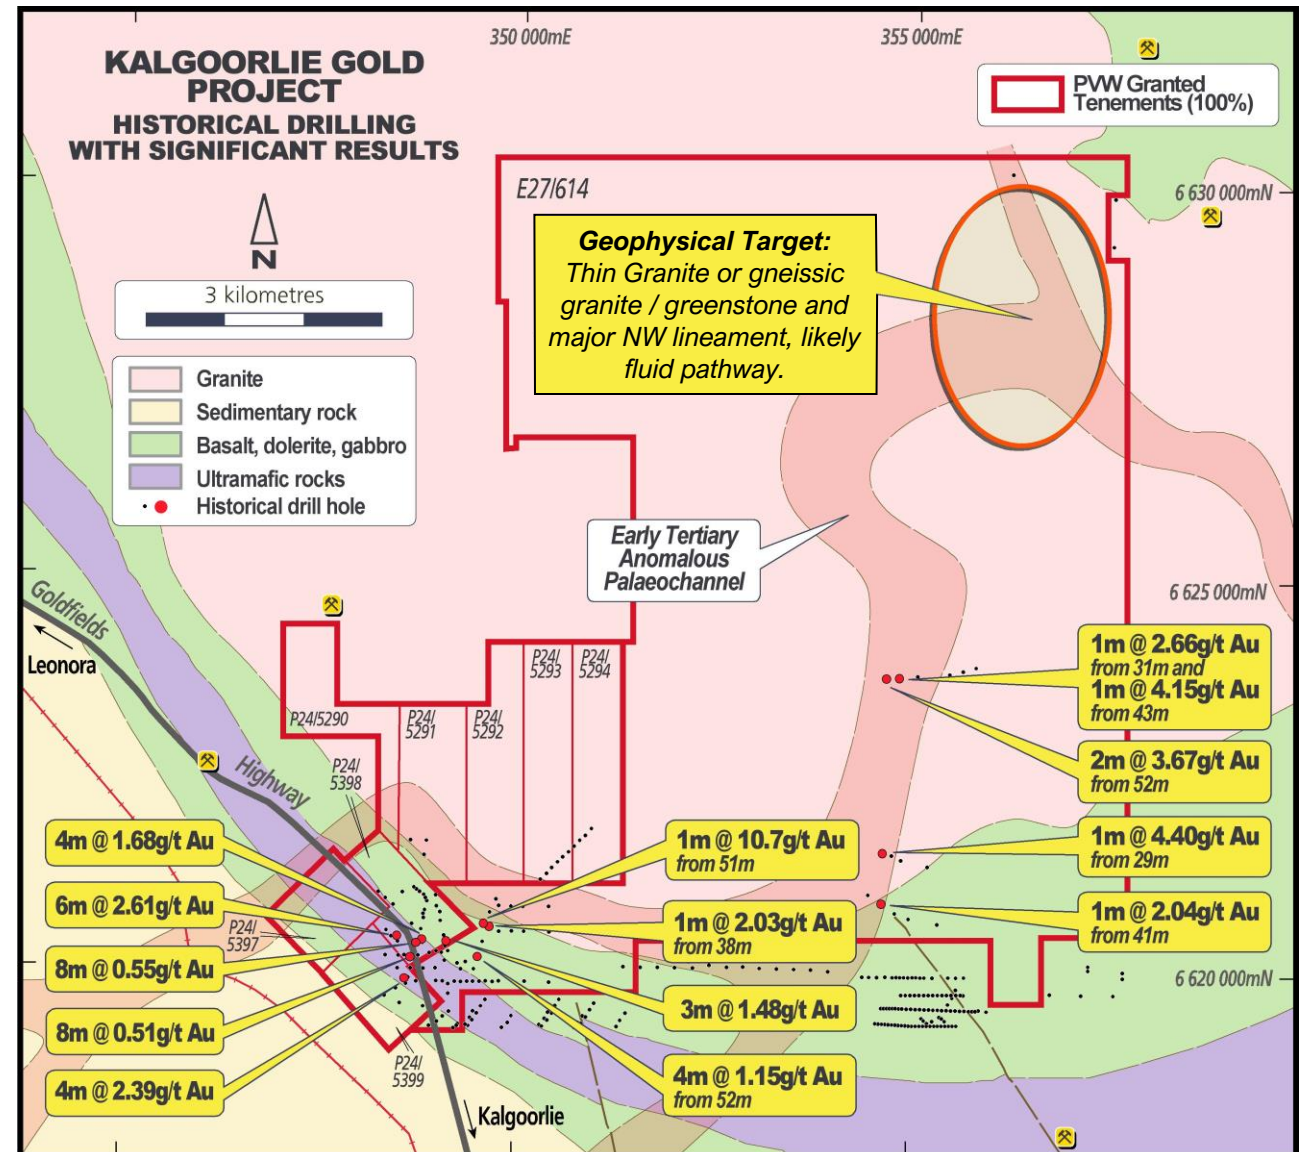 350 000mE
355 000mE
KALGOORLIE GOLD
PROJECT
HISTORICAL DRILLING
WITH SIGNIFICANT RESULTS
PVW Granted
Tenements (100%)
E27/614
6 630 000mN
N
3 kilometres
Geophysical Target:
Thin Granite or gneissic
granite / greenstone and
major NW lineament, likely
fluid pathway.
Granite
Sedimentary rock
Basalt, dolerite, gabbro
Ultramafic rocks
Historical drill hole
Early Tertiary
Anomalous
Palaeochannel
6 625 000mN
Goldfields
Highway
Leonora
P24/5290
P24/
5291
P24/
5292
P24/
5293
P24/
5294
P24/
5398
P24/
5397
P24/
5399
1m @ 2.66g/t Au
from 31m and
1m @ 4.15g/t Au
from 43m
2m @ 3.67g/t Au
from 52m
1m @ 4.40g/t Au
from 29m
1m @ 2.04g/t Au
from 41m
4m @ 1.68g/t Au
6m @ 2.61g/t Au
8m @ 0.55g/t Au
8m @ 0.51g/t Au
4m @ 2.39g/t Au
1m @ 10.7g/t Au
from 51m
1m @ 2.03g/t Au
from 38m
3m @ 1.48g/t Au
4m @ 1.15g/t Au
from 52m
6 620 000mN
Kalgoorlie